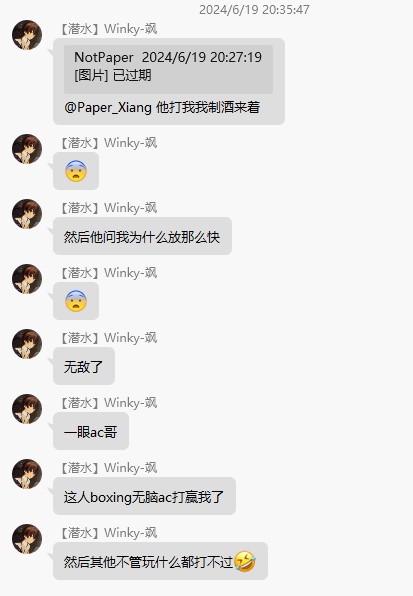 2024/6/19 20:35:47
【潜水】Winky-飒
NotPaper 2024/6/19 20:27:19
[图片] 已过期
@Paper_Xiang 他打我我制酒来着
【潜水】Winky-飒
😨
【潜水】Winky-飒
然后他问我为什么放那么快
【潜水】Winky-飒
😨
【潜水】Winky-飒
无敌了
【潜水】Winky-飒
一眼ac哥
【潜水】Winky-飒
这人boxing无脑ac打赢我了
【潜水】Winky-飒
然后其他不管玩什么都打不过🤣